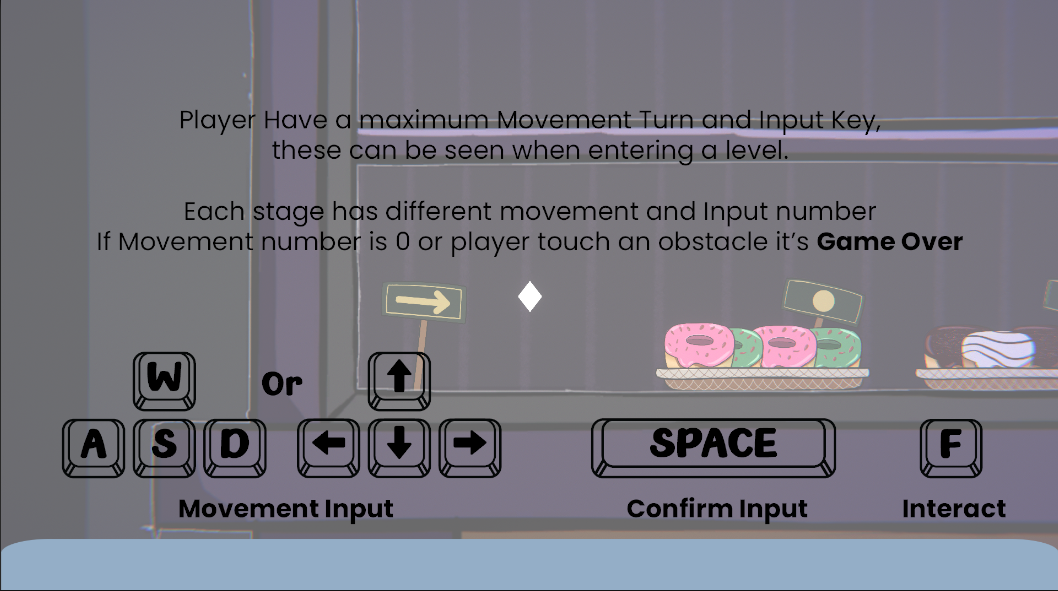 Player Have a maximum Movement Turn and Input Key,
these can be seen when entering a level.
Each stage has different movement and Input number
If Movement number is 0 or player touch an obstacle it's Game Over
W Or
A S D SPACE F
Movement Input Confirm Input Interact